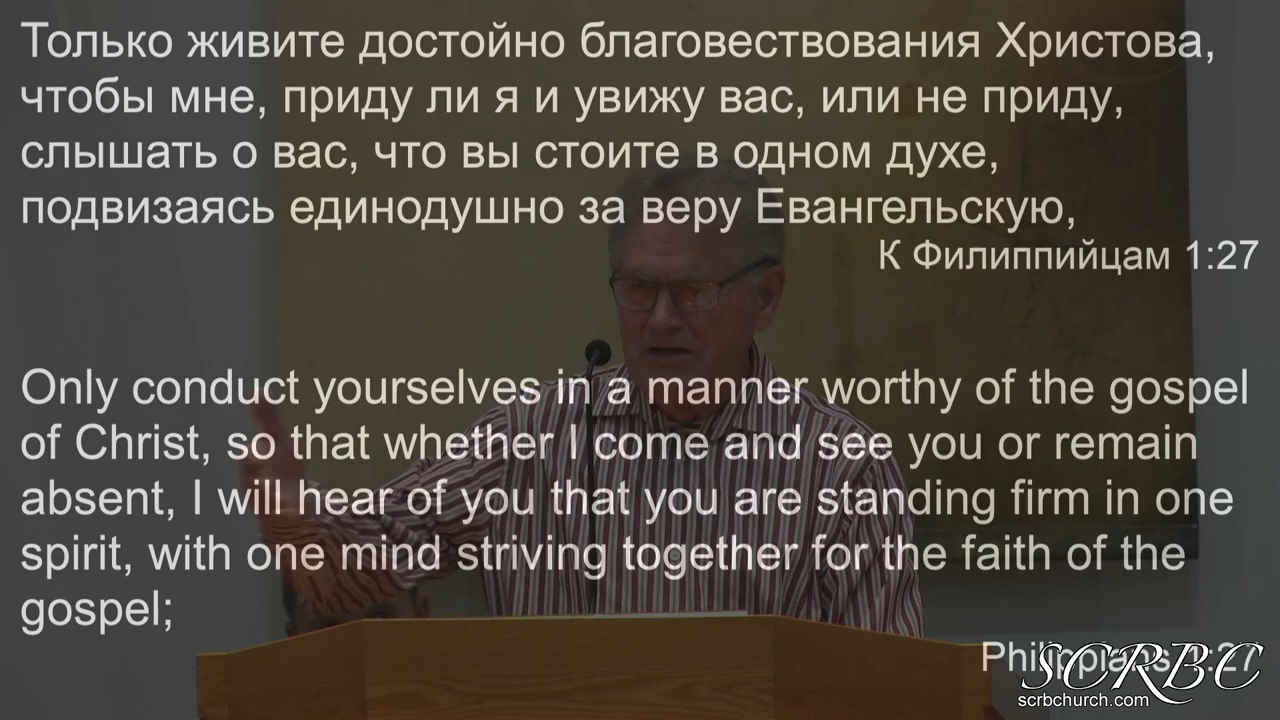 Только живите достойно благовествования Христова,
чтобы мне, приду ли я и увижу вас, или не приду,
слышать о вас, что вы стоите в одном духе,
подвизаясь единодушно за веру Евангельскую,
К Филиппийцам 1:27
Only conduct yourselves in a manner worthy of the gospel
of Christ, so that whether I come and see you or remain
absent, I will hear of you that you are standing firm in one
spirit, with one mind striving together for the faith of the
gospel;
Philippians 1:27
SCRBC
scrbchurch.com